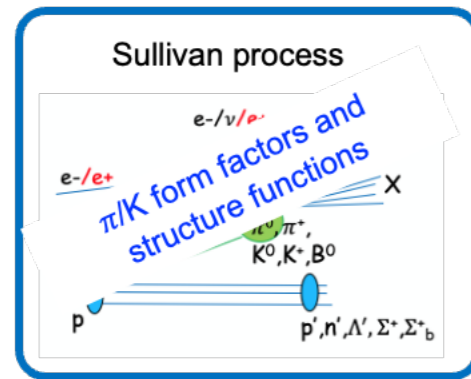 Sullivan process
e-/ν/e-
e-/e+
π/K form factors and
structure functions
X
π⁰,π⁺,
K⁰,K⁺,B⁰
p
p′,n′,Λ′,Σ⁺,Σ⁺b